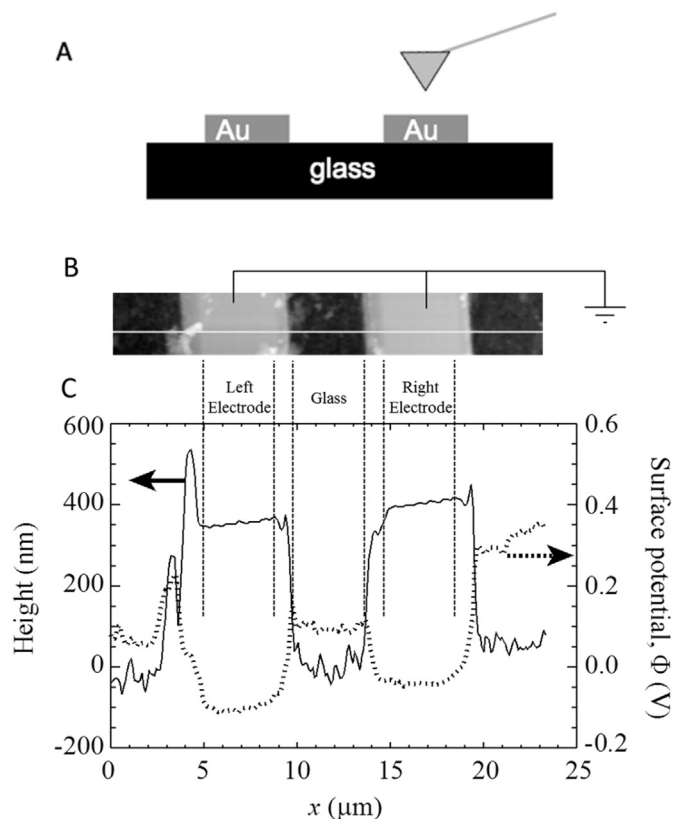 A
Au
Au
glass
B
C
Left
Electrode
Glass
Right
Electrode
600
400
200
0
-200
Height (nm)
0.6
0.4
0.2
0.0
-0.2
Surface potential, Φ (V)
0 5 10 15 20 25
x (μm)